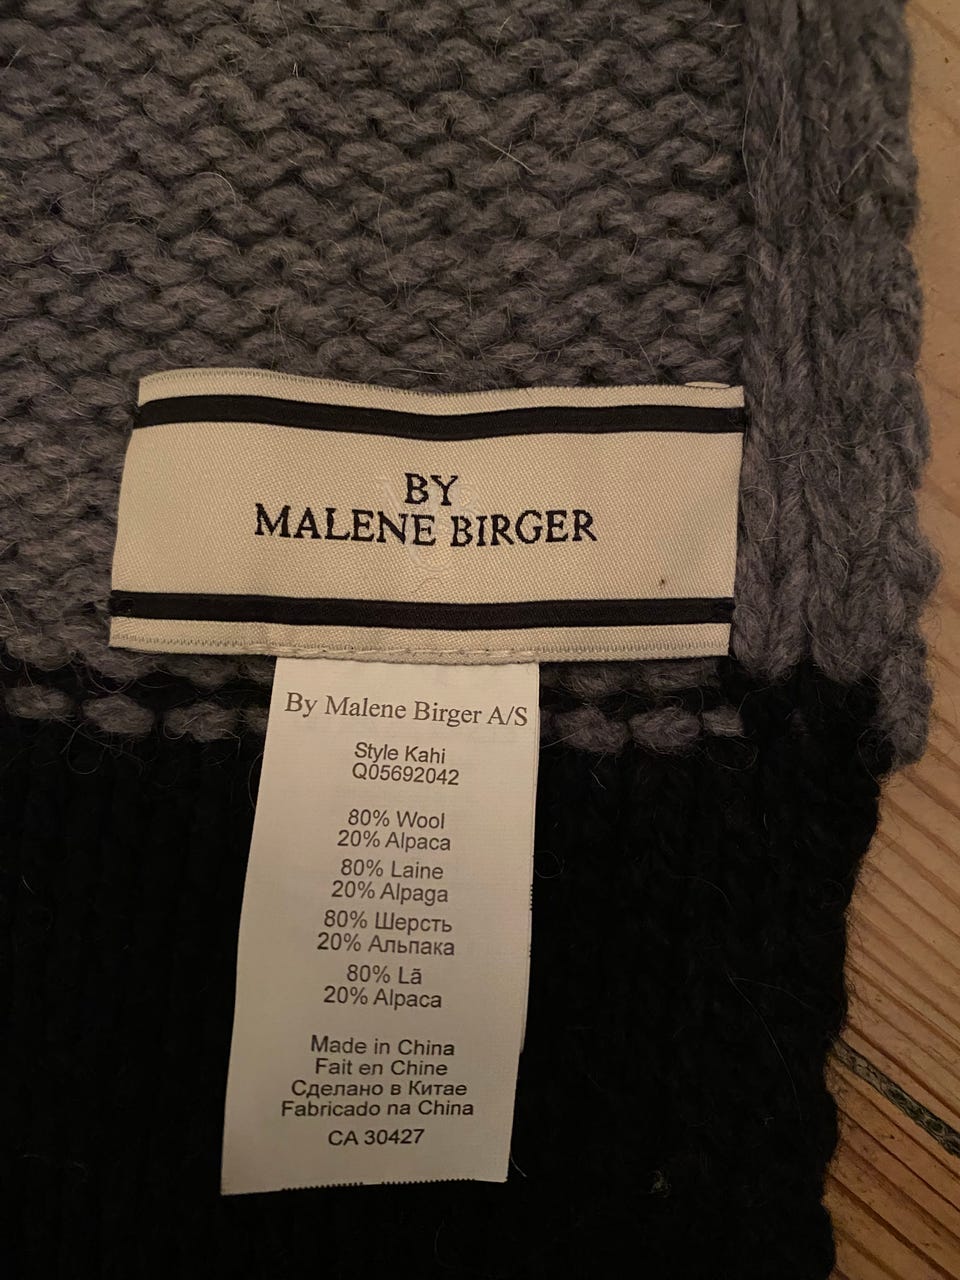 BY
MALENE BIRGER
By Malene Birger A/S
Style Kahi
Q05692042
80% Wool
20% Alpaca
80% Laine
20% Alpaga
80% Шерсть
20% Альпака
80% Lã
20% Alpaca
Made in China
Fait en Chine
Сделано в Китае
Fabricado na China
CA 30427